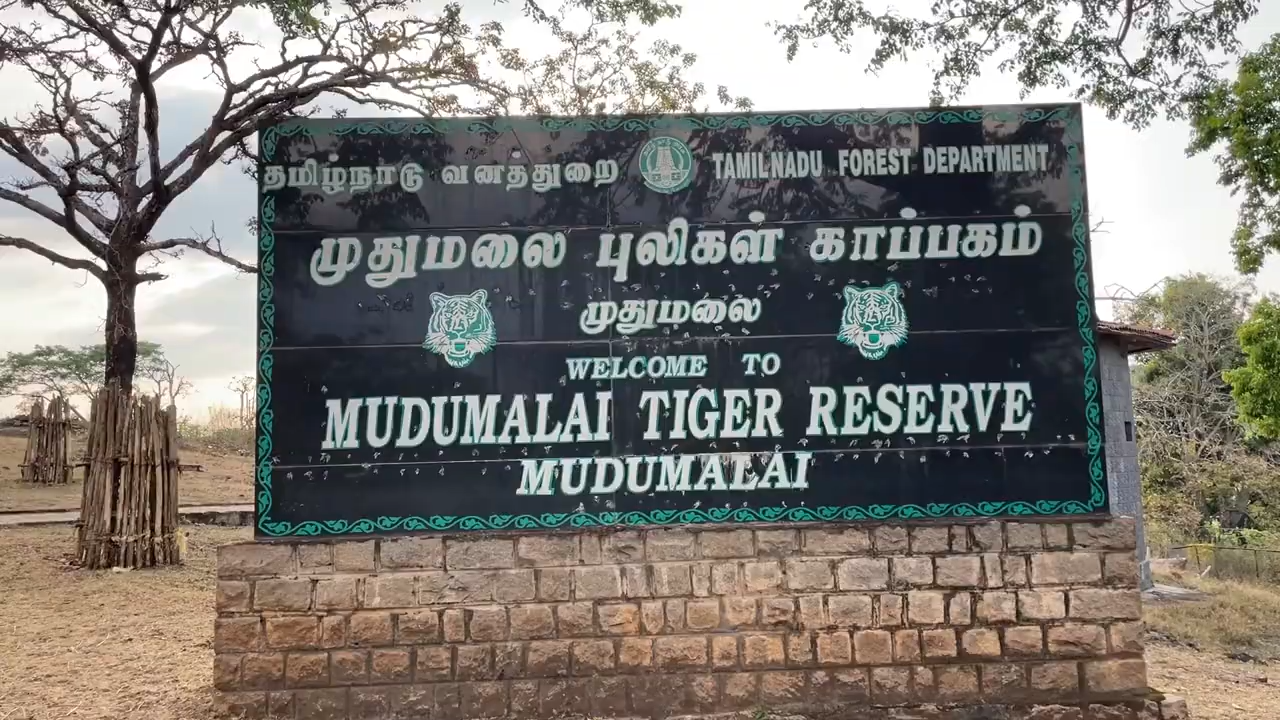 தமிழ்நாடு வனத்துறை TAMILNADU FOREST DEPARTMENT
முதுமலை புலிகள் காப்பகம்
முதுமலை
WELCOME TO
MUDUMALAI TIGER RESERVE
MUDUMALAI